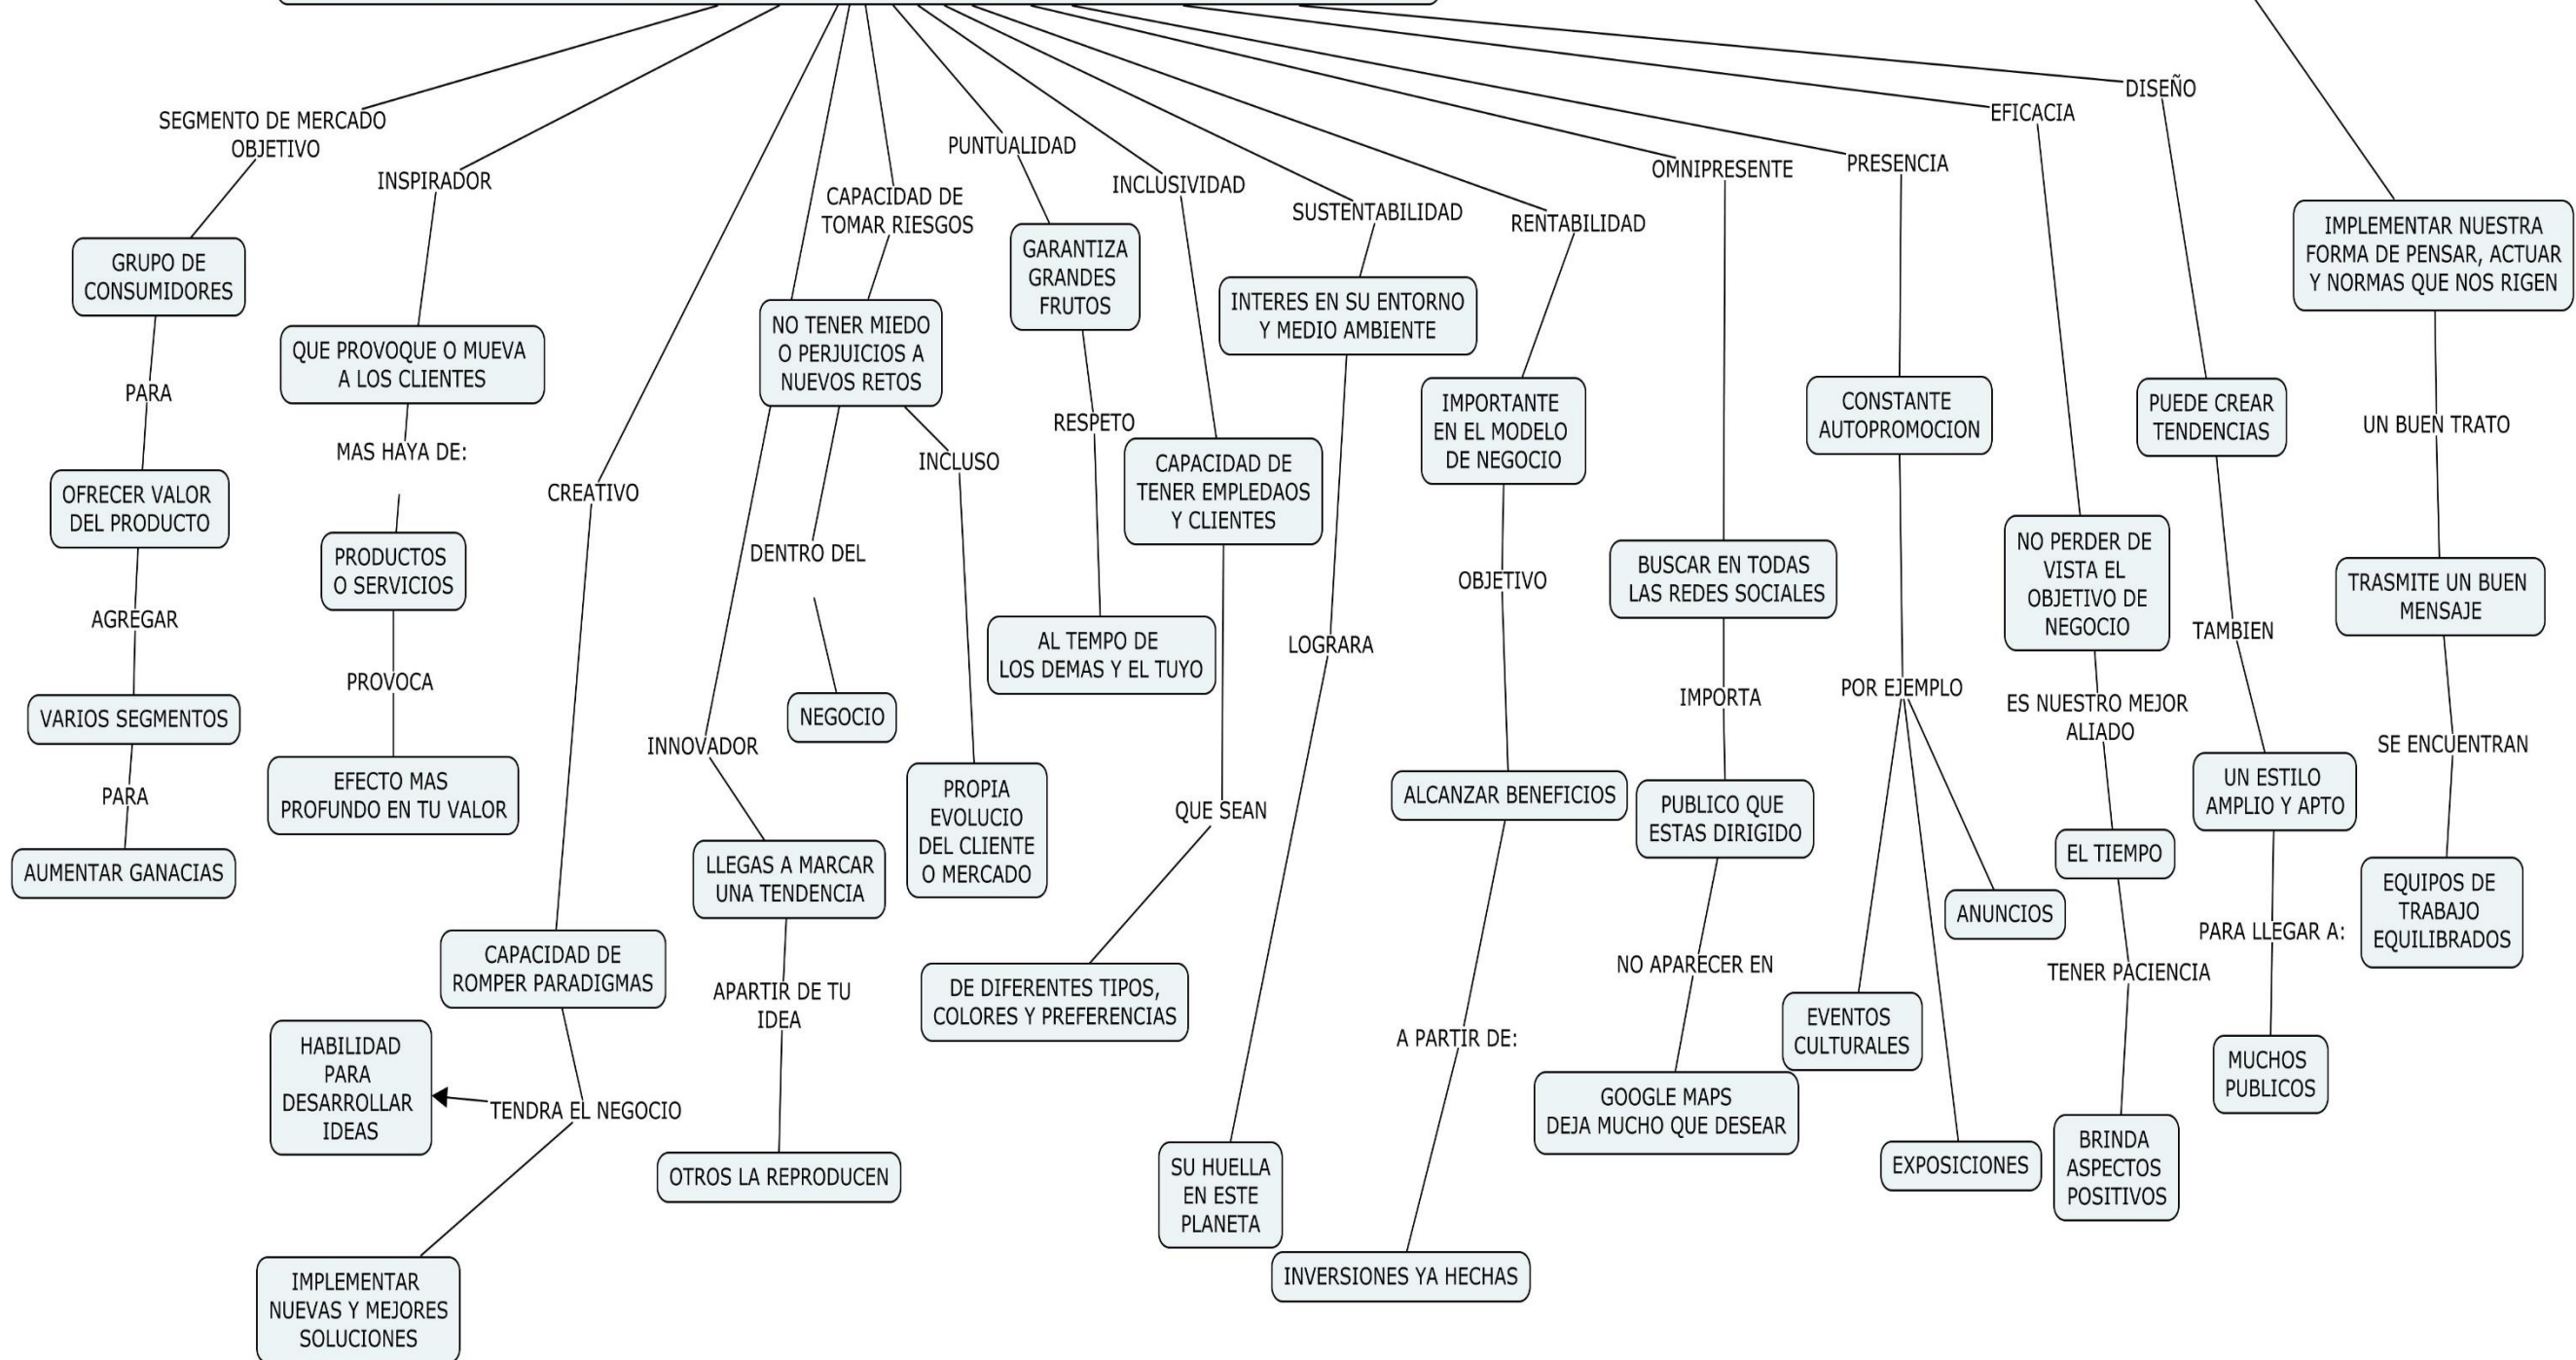 SEGMENTO DE MERCADO
OBJETIVO
GRUPO DE
CONSUMIDORES
PARA
OFRECER VALOR
DEL PRODUCTO
AGREGAR
VARIOS SEGMENTOS
PARA
AUMENTAR GANACIAS
INSPIRADOR
QUE PROVOQUE O MUEVA
A LOS CLIENTES
MAS HAYA DE:
PRODUCTOS
O SERVICIOS
PROVOCA
EFECTO MAS
PROFUNDO EN TU VALOR
CREATIVO
CAPACIDAD DE
ROMPER PARADIGMAS
TENDRA EL NEGOCIO
HABILIDAD
PARA
DESARROLLAR
IDEAS
IMPLEMENTAR
NUEVAS Y MEJORES
SOLUCIONES
INNOVADOR
LLEGAS A MARCAR
UNA TENDENCIA
APARTIR DE TU
IDEA
OTROS LA REPRODUCEN
CAPACIDAD DE
TOMAR RIESGOS
NO TENER MIEDO
O PERJUICIOS A
NUEVOS RETOS
DENTRO DEL
NEGOCIO
INCLUSO
PROPIA
EVOLUCIO
DEL CLIENTE
O MERCADO
PUNTUALIDAD
GARANTIZA
GRANDES
FRUTOS
RESPETO
AL TEMPO DE
LOS DEMAS Y EL TUYO
INCLUSIVIDAD
CAPACIDAD DE
TENER EMPLEDAOS
Y CLIENTES
QUE SEAN
DE DIFERENTES TIPOS,
COLORES Y PREFERENCIAS
SUSTENTABILIDAD
INTERES EN SU ENTORNO
Y MEDIO AMBIENTE
LOGRARA
SU HUELLA
EN ESTE
PLANETA
RENTABILIDAD
IMPORTANTE
EN EL MODELO
DE NEGOCIO
OBJETIVO
ALCANZAR BENEFICIOS
A PARTIR DE:
INVERSIONES YA HECHAS
OMNIPRESENTE
BUSCAR EN TODAS
LAS REDES SOCIALES
IMPORTA
PUBLICO QUE
ESTAS DIRIGIDO
NO APARECER EN
GOOGLE MAPS
DEJA MUCHO QUE DESEAR
PRESENCIA
CONSTANTE
AUTOPROMOCION
POR EJEMPLO
EVENTOS
CULTURALES
EXPOSICIONES
ANUNCIOS
EFICACIA
NO PERDER DE
VISTA EL
OBJETIVO DE
NEGOCIO
ES NUESTRO MEJOR
ALIADO
EL TIEMPO
TENER PACIENCIA
BRINDA
ASPECTOS
POSITIVOS
DISEÑO
PUEDE CREAR
TENDENCIAS
TAMBIEN
UN ESTILO
AMPLIO Y APTO
PARA LLEGAR A:
MUCHOS
PUBLICOS
IMPLEMENTAR NUESTRA
FORMA DE PENSAR, ACTUAR
Y NORMAS QUE NOS RIGEN
UN BUEN TRATO
TRASMITE UN BUEN
MENSAJE
SE ENCUENTRAN
EQUIPOS DE
TRABAJO
EQUILIBRADOS